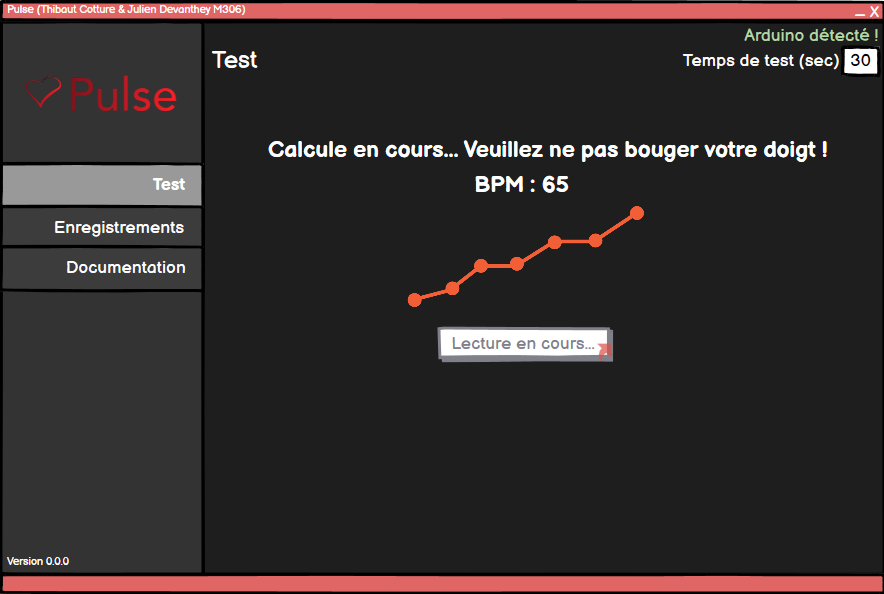 Pulse (Thibaut Cotture & Julien Devanthey M306)
_ X
Arduino détecté !
Test
Temps de test (sec) 30
Pulse
Calcule en cours... Veuillez ne pas bouger votre doigt !
BPM : 65
Test
Enregistrements
Documentation
Lecture en cours...
Version 0.0.0